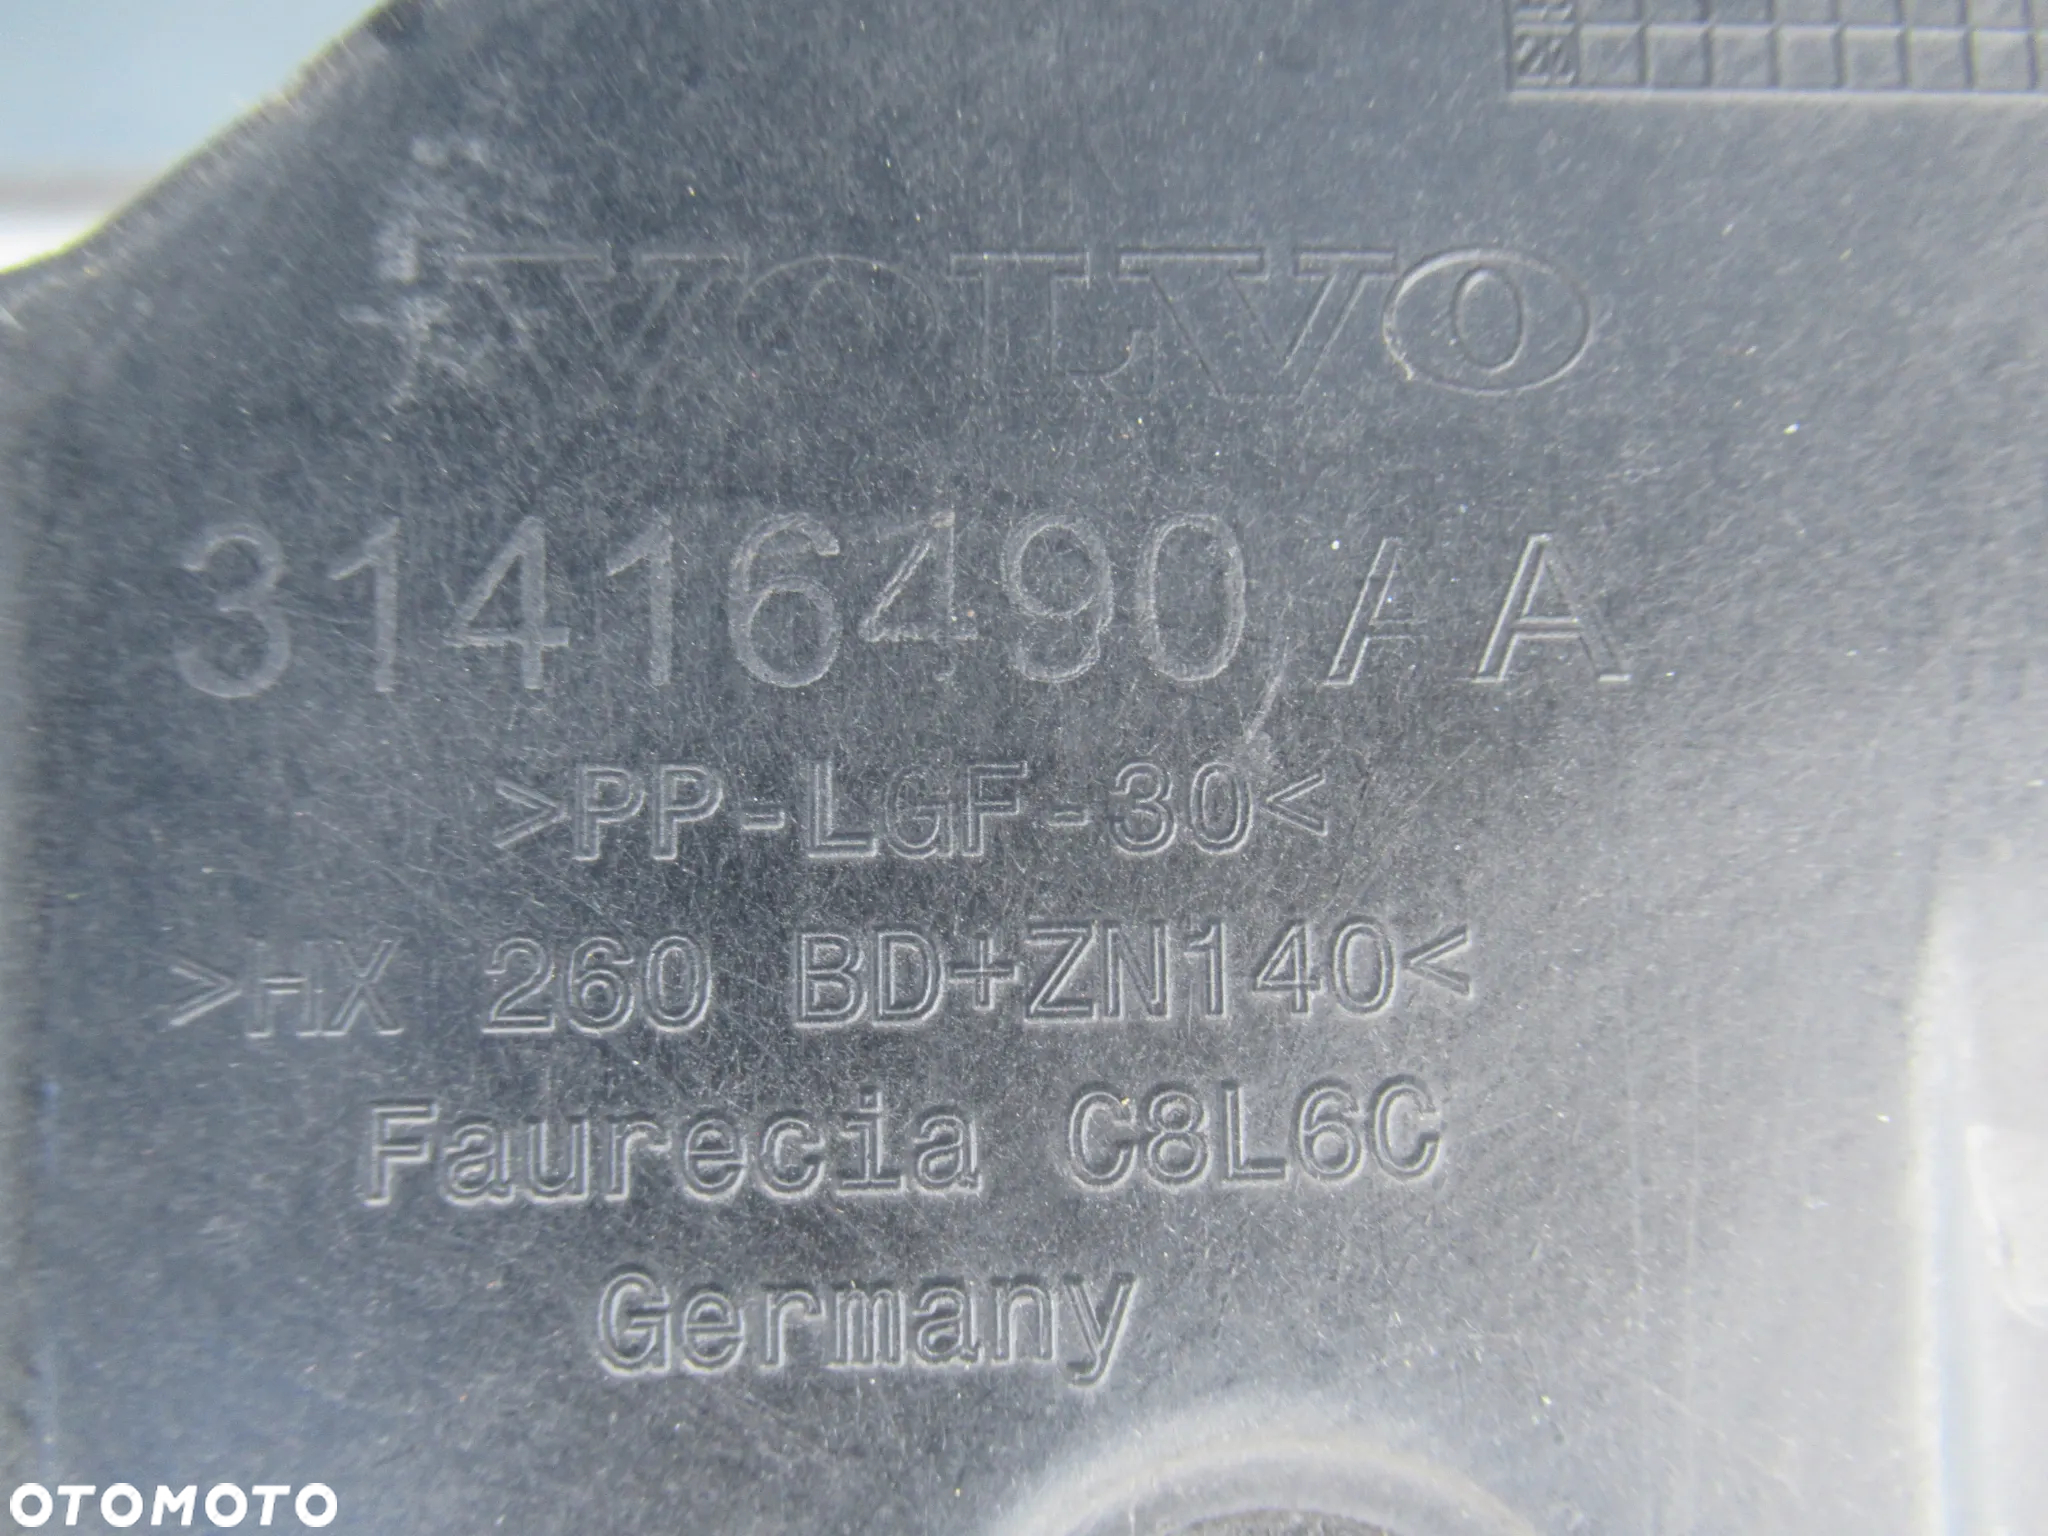 VOLVO
31416490 AA
>PP-LGF-30<
>HX 260 BD+ZN140<
Faurecia C8L6C
Germany
OTOMOTO